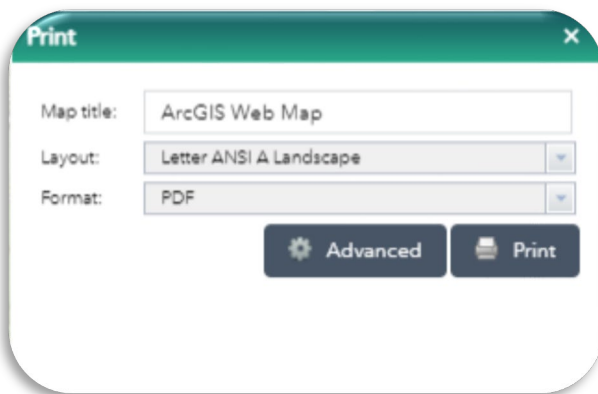 Print
Map title: ArcGIS Web Map
Layout: Letter ANSI A Landscape
Format: PDF
Advanced Print